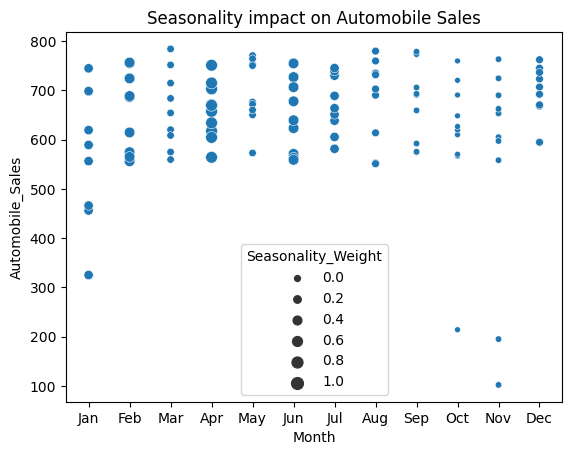 Seasonality impact on Automobile Sales
Automobile_Sales
800
700
600
500
400
300
200
100
Seasonality_Weight
0.0
0.2
0.4
0.6
0.8
1.0
Jan Feb Mar Apr May Jun Jul Aug Sep Oct Nov Dec
Month